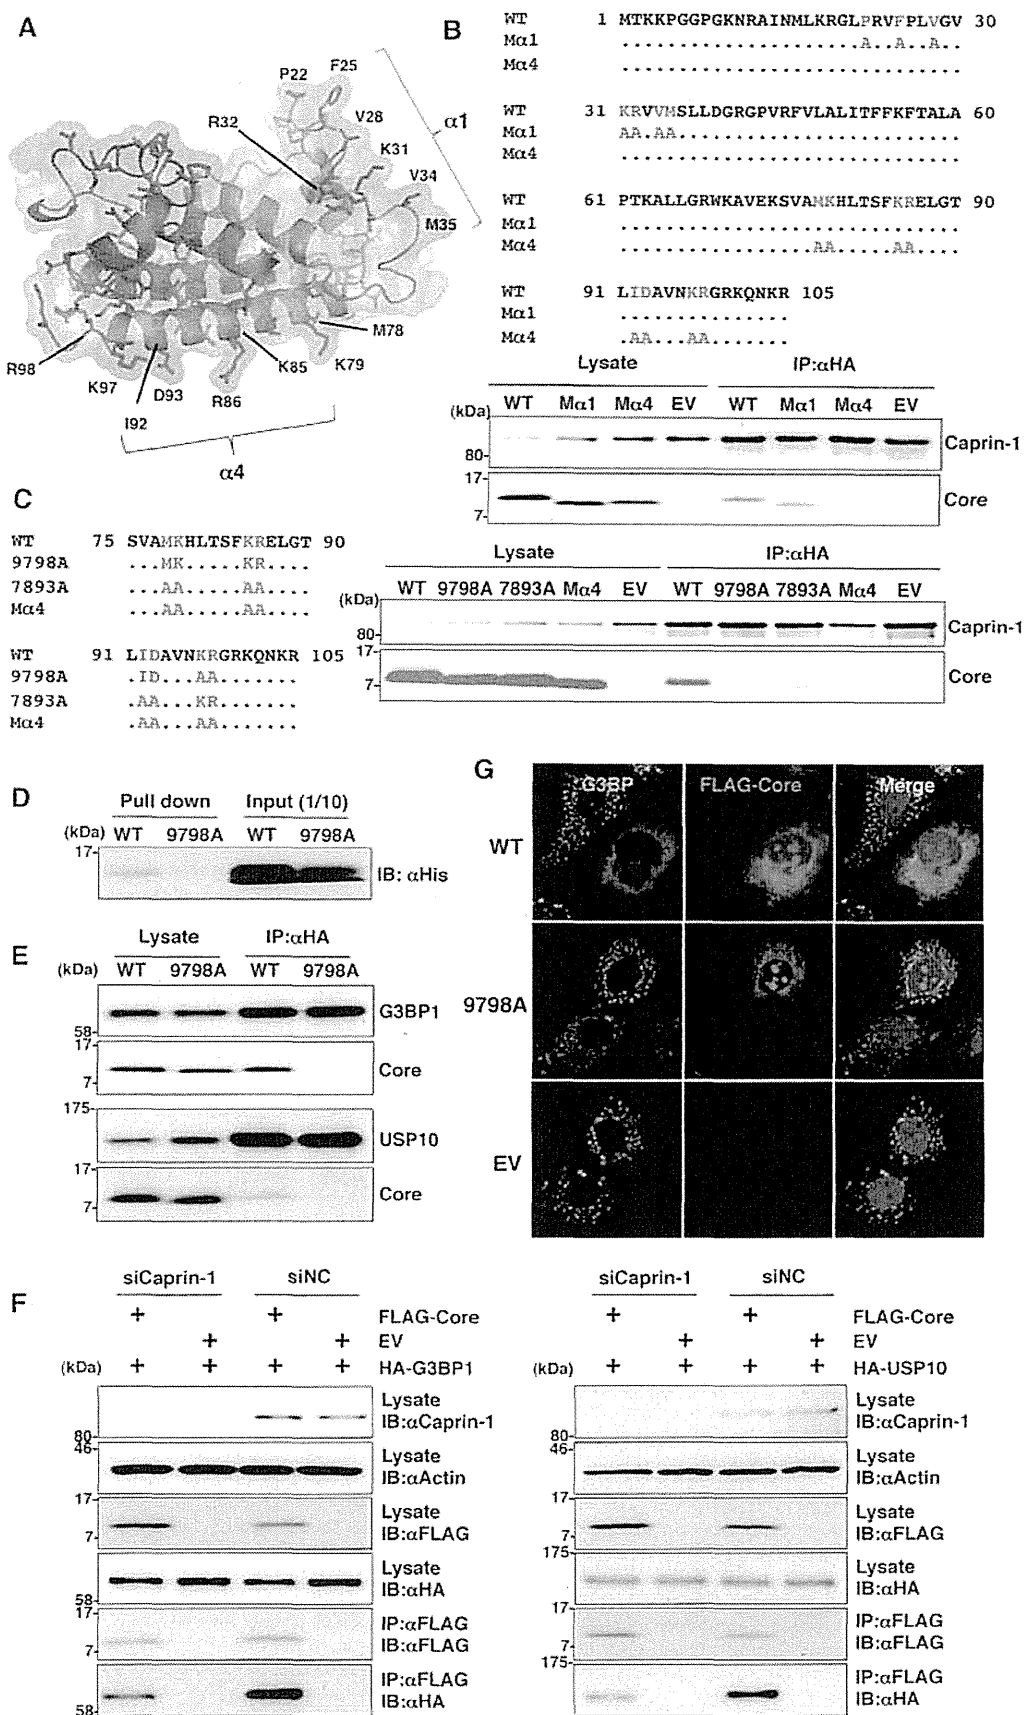 A
P22
F25
R32
V28
K31
V34
M35
α1
R98
K97
I92
D93
R86
K85
K79
M78
α4
B
WT 1 MTKKPGGPGKNRAINMLKRGLPRVFPLVGV 30
Mα1 .....................A..A..A..
Mα4 ..............................
WT 31 KRVVMSLLDGRGPVRFVLALITFFKFTALA 60
Mα1 AA.AA.........................
Mα4 ..............................
WT 61 PTKALLGRWKAVEKSVAMKHLTSFKRELGT 90
Mα1 ..............................
Mα4 .................AA.....AA....
WT 91 LIDAVNKRGRKQNKR 105
Mα1 ...............
Mα4 .AA...AA.......
Lysate IP:αHA
WT Mα1 Mα4 EV WT Mα1 Mα4 EV
(kDa)
80-
Caprin-1
17-
7-
Core
C
WT 75 SVAMKHLTSFKRELGT 90
9798A ...MK.....KR....
7893A ...AA.....AA....
Mα4 ...AA.....AA....
WT 91 LIDAVNKRGRKQNKR 105
9798A .ID...AA.......
7893A .AA...KR.......
Mα4 .AA...AA.......
Lysate IP:αHA
WT 9798A 7893A Mα4 EV WT 9798A 7893A Mα4 EV
(kDa)
80-
Caprin-1
17-
7-
Core
D
Pull down Input (1/10)
(kDa) WT 9798A WT 9798A
17-
IB: αHis
E
Lysate IP:αHA
(kDa) WT 9798A WT 9798A
G3BP1
58-
17-
7-
Core
175-
USP10
17-
7-
Core
G
G3BP FLAG-Core Merge
WT
9798A
EV
F
siCaprin-1 siNC
+ + FLAG-Core
+ + EV
(kDa) + + + + HA-G3BP1
Lysate
IB:αCaprin-1
80-
46-
Lysate
IB:αActin
17-
7-
Lysate
IB:αFLAG
Lysate
IB:αHA
58-
17-
7-
IP:αFLAG
IB:αFLAG
IP:αFLAG
IB:αHA
58-
siCaprin-1 siNC
+ + FLAG-Core
+ + EV
(kDa) + + + + HA-USP10
Lysate
IB:αCaprin-1
80-
46-
Lysate
IB:αActin
17-
7-
Lysate
IB:αFLAG
175-
Lysate
IB:αHA
17-
7-
IP:αFLAG
IB:αFLAG
175-
IP:αFLAG
IB:αHA